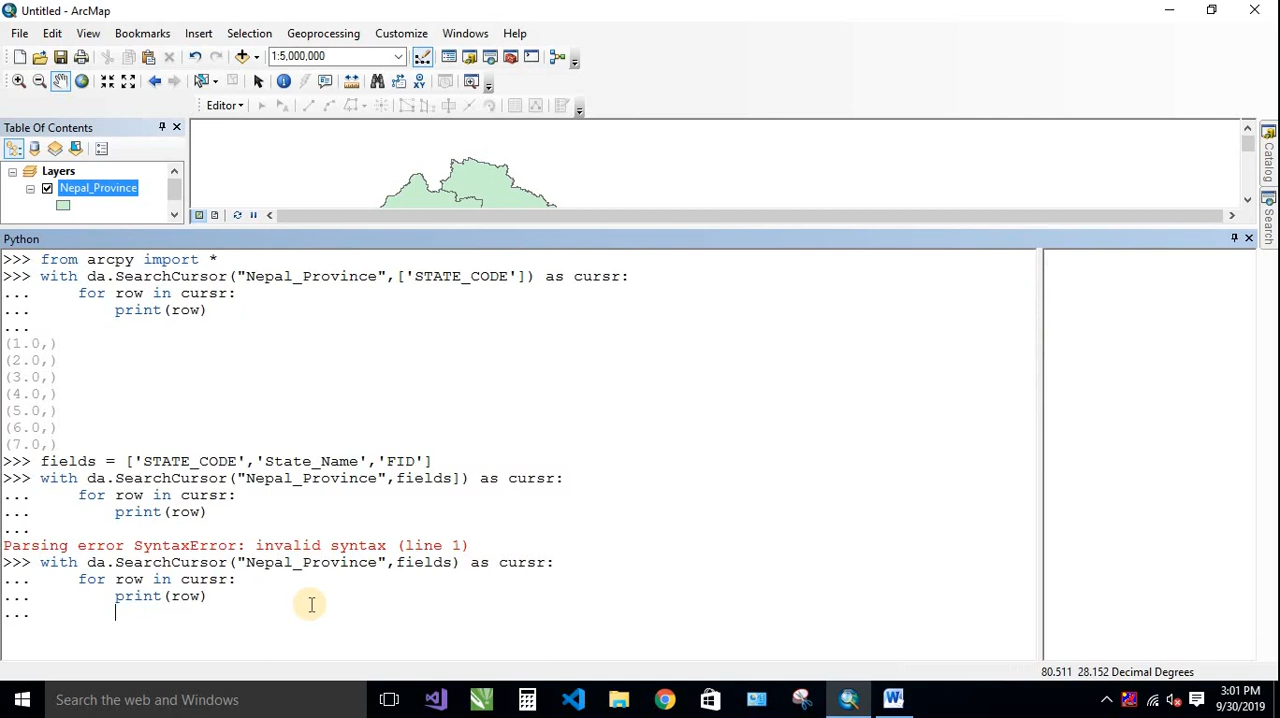 Untitled - ArcMap
File Edit View Bookmarks Insert Selection Geoprocessing Customize Windows Help
1:5,000,000
Editor
Table Of Contents
Layers
Nepal_Province
Catalog
Search
Python
>>> from arcpy import *
>>> with da.SearchCursor("Nepal_Province",['STATE_CODE']) as cursr:
... for row in cursr:
... print(row)
...
(1.0,)
(2.0,)
(3.0,)
(4.0,)
(5.0,)
(6.0,)
(7.0,)
>>> fields = ['STATE_CODE','State_Name','FID']
>>> with da.SearchCursor("Nepal_Province",fields]) as cursr:
... for row in cursr:
... print(row)
...
Parsing error SyntaxError: invalid syntax (line 1)
>>> with da.SearchCursor("Nepal_Province",fields) as cursr:
... for row in cursr:
... print(row)
...
80.511 28.152 Decimal Degrees
Search the web and Windows
3:01 PM
9/30/2019